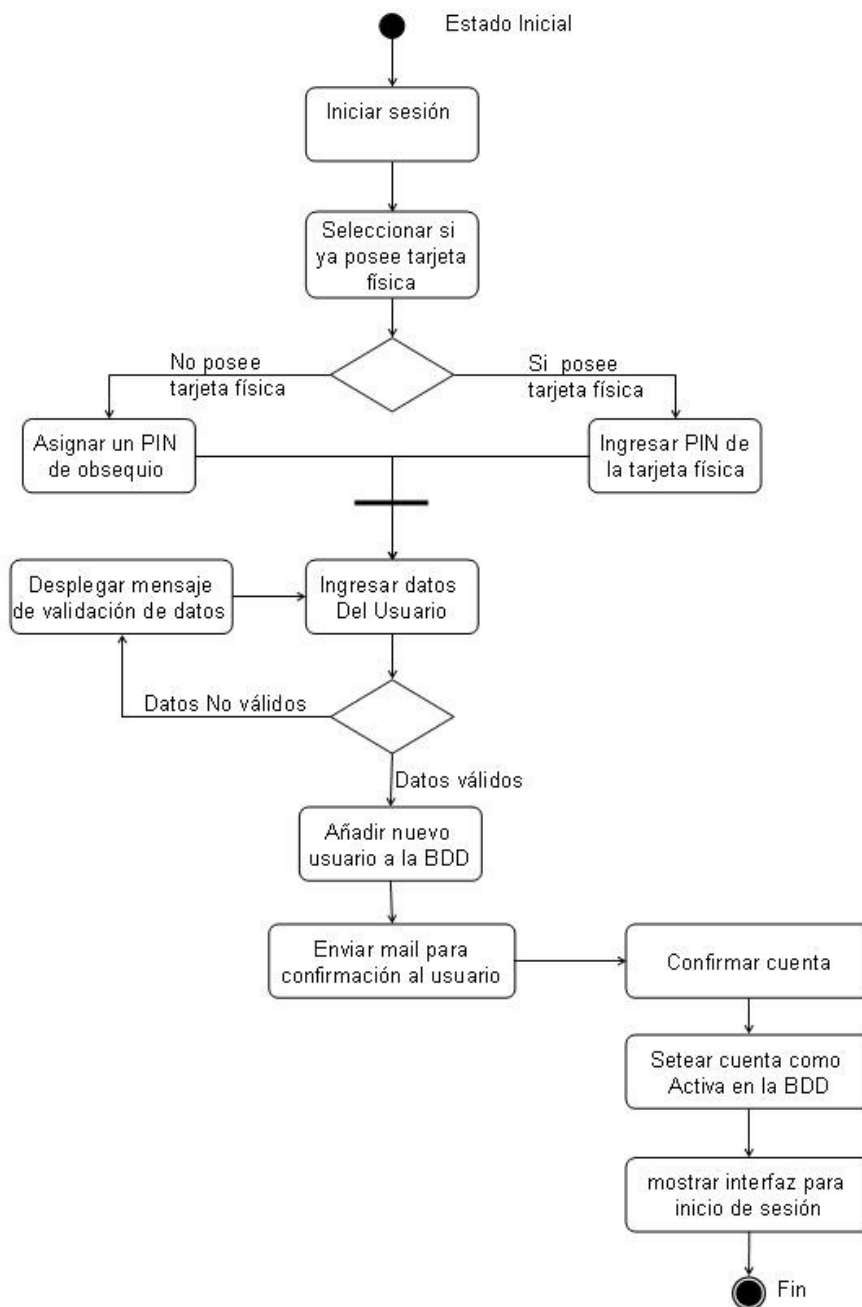 Estado Inicial
Iniciar sesión
Seleccionar si
ya posee tarjeta
física
No posee
tarjeta física
Si posee
tarjeta física
Asignar un PIN
de obsequio
Ingresar PIN de
la tarjeta física
Desplegar mensaje
de validación de datos
Ingresar datos
Del Usuario
Datos No válidos
Datos válidos
Añadir nuevo
usuario a la BDD
Enviar mail para
confirmación al usuario
Confirmar cuenta
Setear cuenta como
Activa en la BDD
mostrar interfaz para
inicio de sesión
Fin